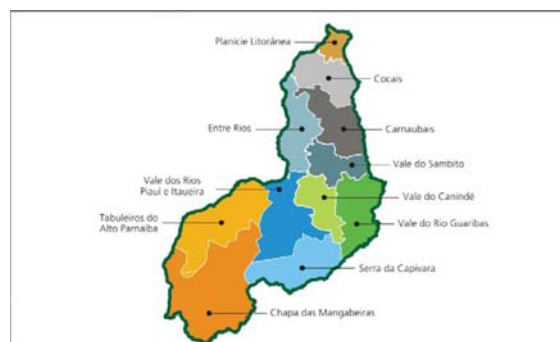 Planície Litorânea
Cocais
Entre Rios
Carnaubais
Vale do Sambito
Vale dos Rios
Piauí e Itaueira
Vale do Canindé
Tabuleiros do
Alto Parnaíba
Vale do Rio Guaribas
Serra da Capivara
Chapa das Mangabeiras